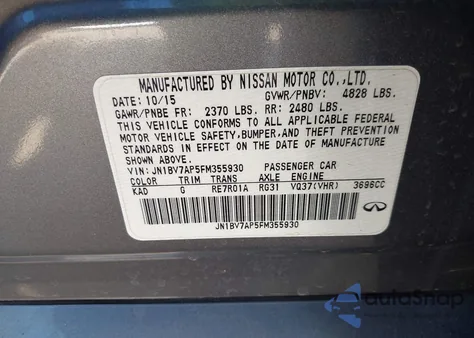 MANUFACTURED BY NISSAN MOTOR CO.,LTD.
DATE: 10/15 GVWR/PNBV: 4828 LBS.
GAWR/PNBE FR: 2370 LBS. RR: 2480 LBS.
THIS VEHICLE CONFORMS TO ALL APPLICABLE FEDERAL
MOTOR VEHICLE SAFETY,BUMPER,AND THEFT PREVENTION
STANDARDS IN EFFECT ON THE DATE OF MANUFACTURE
SHOWN ABOVE.
VIN: JN1BV7AP5FM355930 PASSENGER CAR
COLOR TRIM TRANS AXLE ENGINE
KAD G RE7R01A RG31 VQ37(VHR) 3696CC
JN1BV7AP5FM355930
AutoShop